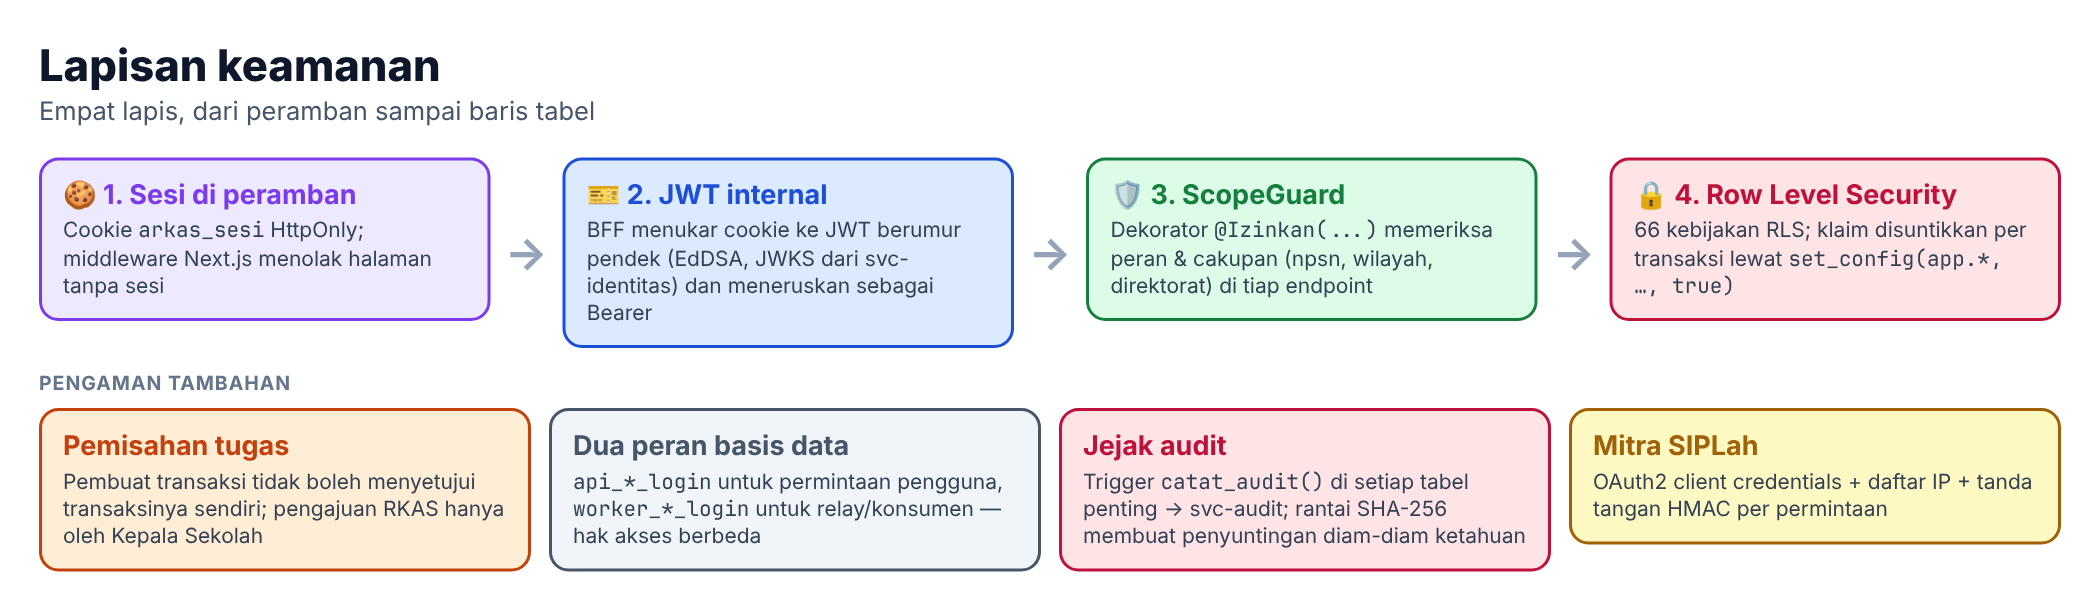 Lapisan keamanan
Empat lapis, dari peramban sampai baris tabel
🍪 1. Sesi di peramban
Cookie arkas_sesi HttpOnly;
middleware Next.js menolak halaman
tanpa sesi
→
🎫 2. JWT internal
BFF menukar cookie ke JWT berumur
pendek (EdDSA, JWKS dari svc-
identitas) dan meneruskan sebagai
Bearer
→
🛡️ 3. ScopeGuard
Dekorator @Izinkan(...) memeriksa
peran & cakupan (npsn, wilayah,
direktorat) di tiap endpoint
→
🔒 4. Row Level Security
66 kebijakan RLS; klaim disuntikkan per
transaksi lewat set_config(app.*,
…, true)
PENGAMAN TAMBAHAN
Pemisahan tugas
Pembuat transaksi tidak boleh menyetujui
transaksinya sendiri; pengajuan RKAS hanya
oleh Kepala Sekolah
Dua peran basis data
api_*_login untuk permintaan pengguna,
worker_*_login untuk relay/konsumen —
hak akses berbeda
Jejak audit
Trigger catat_audit() di setiap tabel
penting → svc-audit; rantai SHA-256
membuat penyuntingan diam-diam ketahuan
Mitra SIPLah
OAuth2 client credentials + daftar IP + tanda
tangan HMAC per permintaan